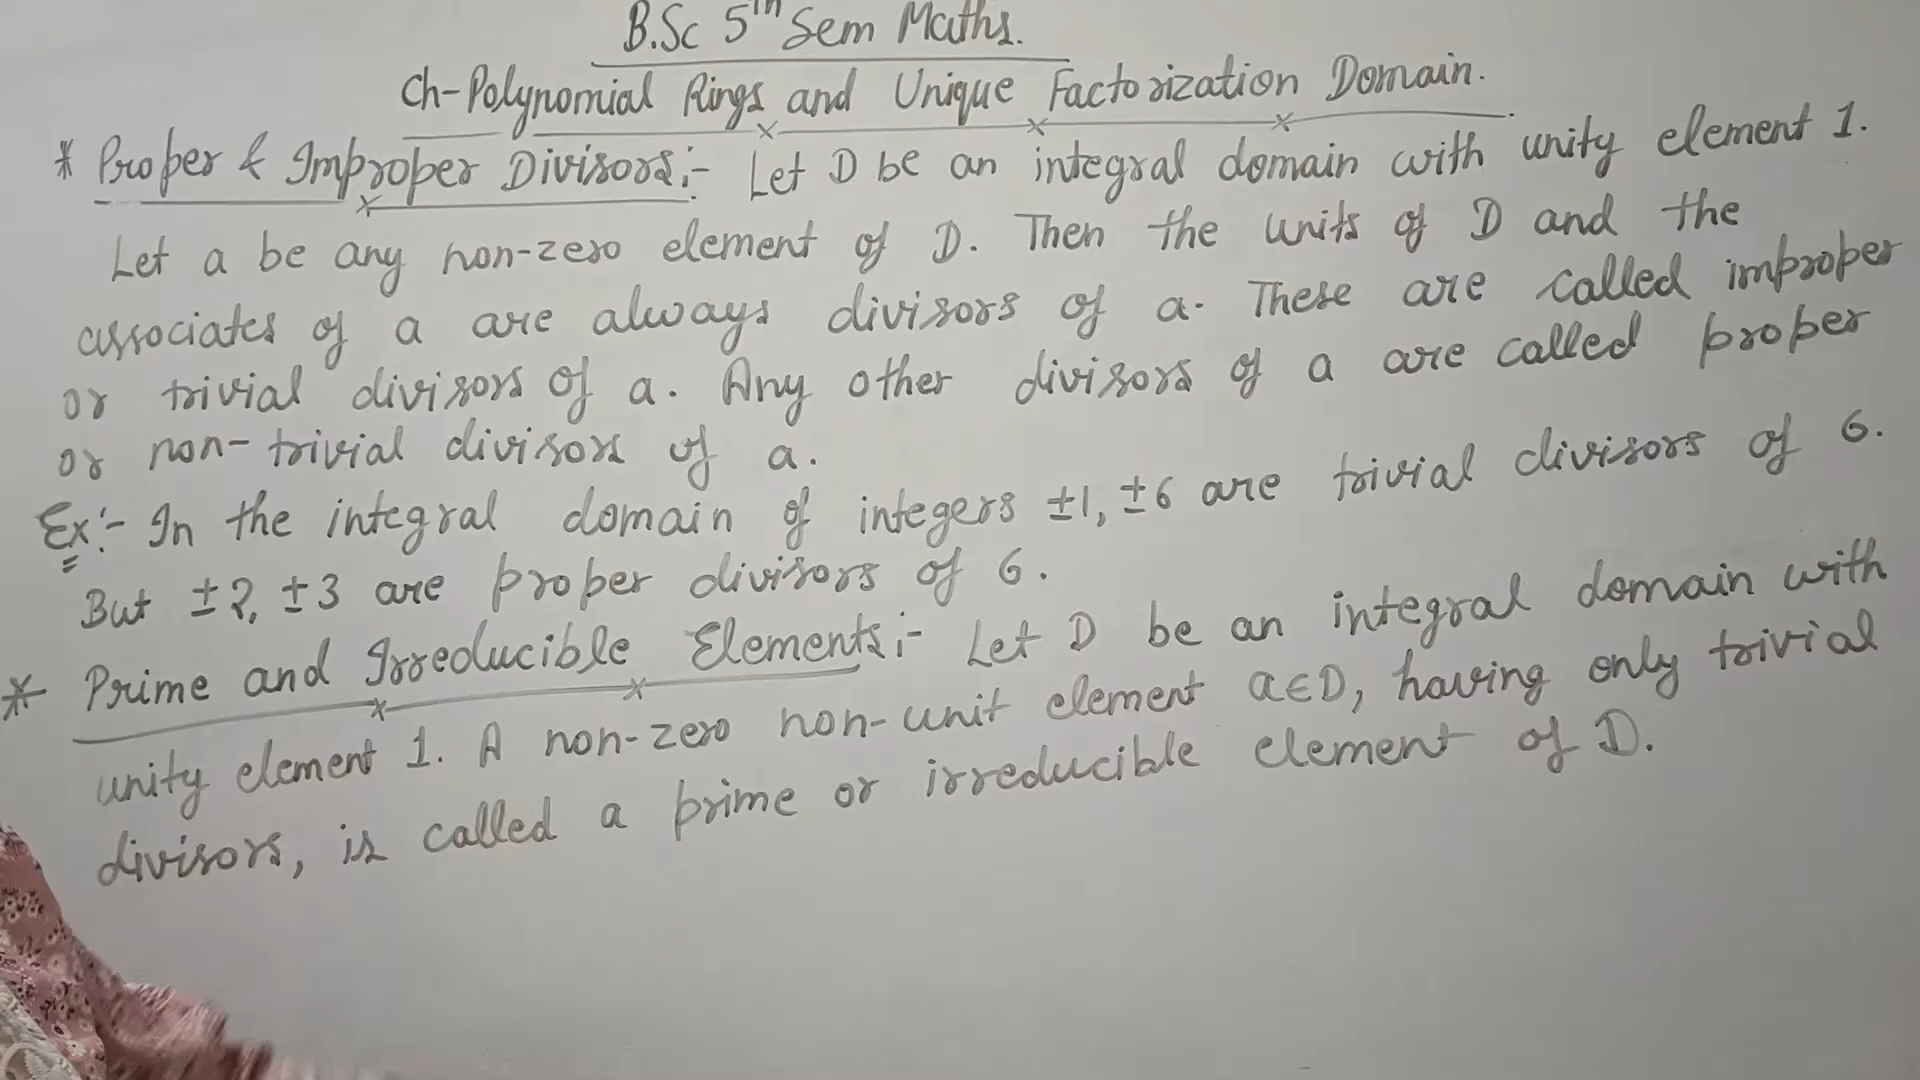 B.Sc 5th Sem Maths.
Ch-Polynomial Rings and Unique Factorization Domain.
* Proper & Improper Divisors:- Let D be an integral domain with unity element 1.
Let a be any non-zero element of D. Then the units of D and the
associates of a are always divisors of a. These are called improper
or trivial divisors of a. Any other divisors of a are called proper
or non-trivial divisors of a.
Ex:- In the integral domain of integers ±1, ±6 are trivial divisors of 6.
But ±2, ±3 are proper divisors of 6.
* Prime and Irreducible Elements:- Let D be an integral domain with
unity element 1. A non-zero non-unit element a∈D, having only trivial
divisors, is called a prime or irreducible element of D.